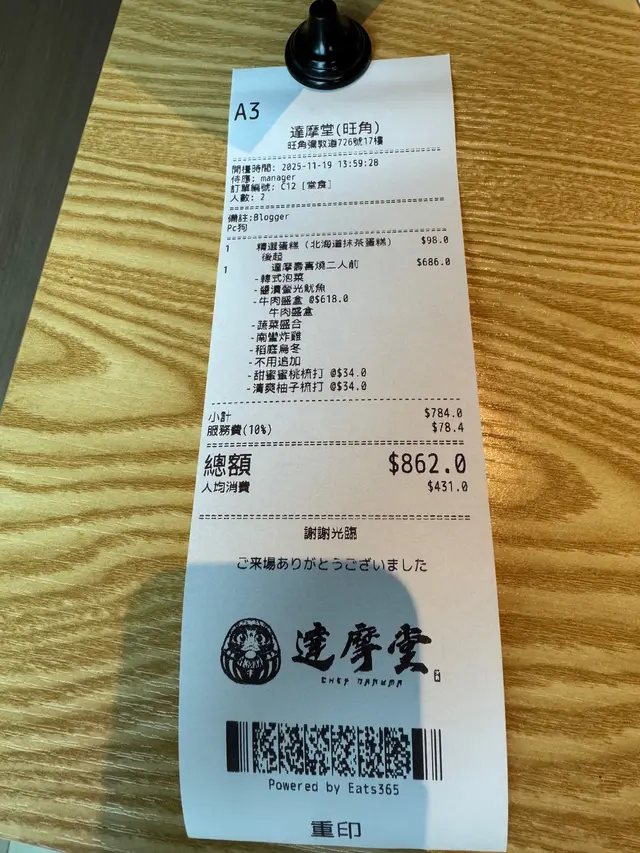 A3
達摩堂(旺角)
旺角彌敦道726號17樓
開檯時間: 2025-11-19 13:59:28
侍應: manager
訂單編號: C12 [堂食]
人數: 2
備註:Blogger
Pc狗
1 精選蛋糕 (北海道抹茶蛋糕) $98.0
後起
1 達摩壽喜燒二人前 $686.0
-韓式泡菜
-醬漬螢光魷魚
-牛肉盛盒 @$618.0
牛肉盛盒
-蔬菜盛合
-南蠻炸雞
-稻庭烏冬
-不用追加
-甜蜜蜜桃梳打 @$34.0
-清爽柚子梳打 @$34.0
小計 $784.0
服務費(10%) $78.4
總額 $862.0
人均消費 $431.0
謝謝光臨
ご来場ありがとうございました
達摩堂
CHEF DARUMA
Powered by Eats365
重印